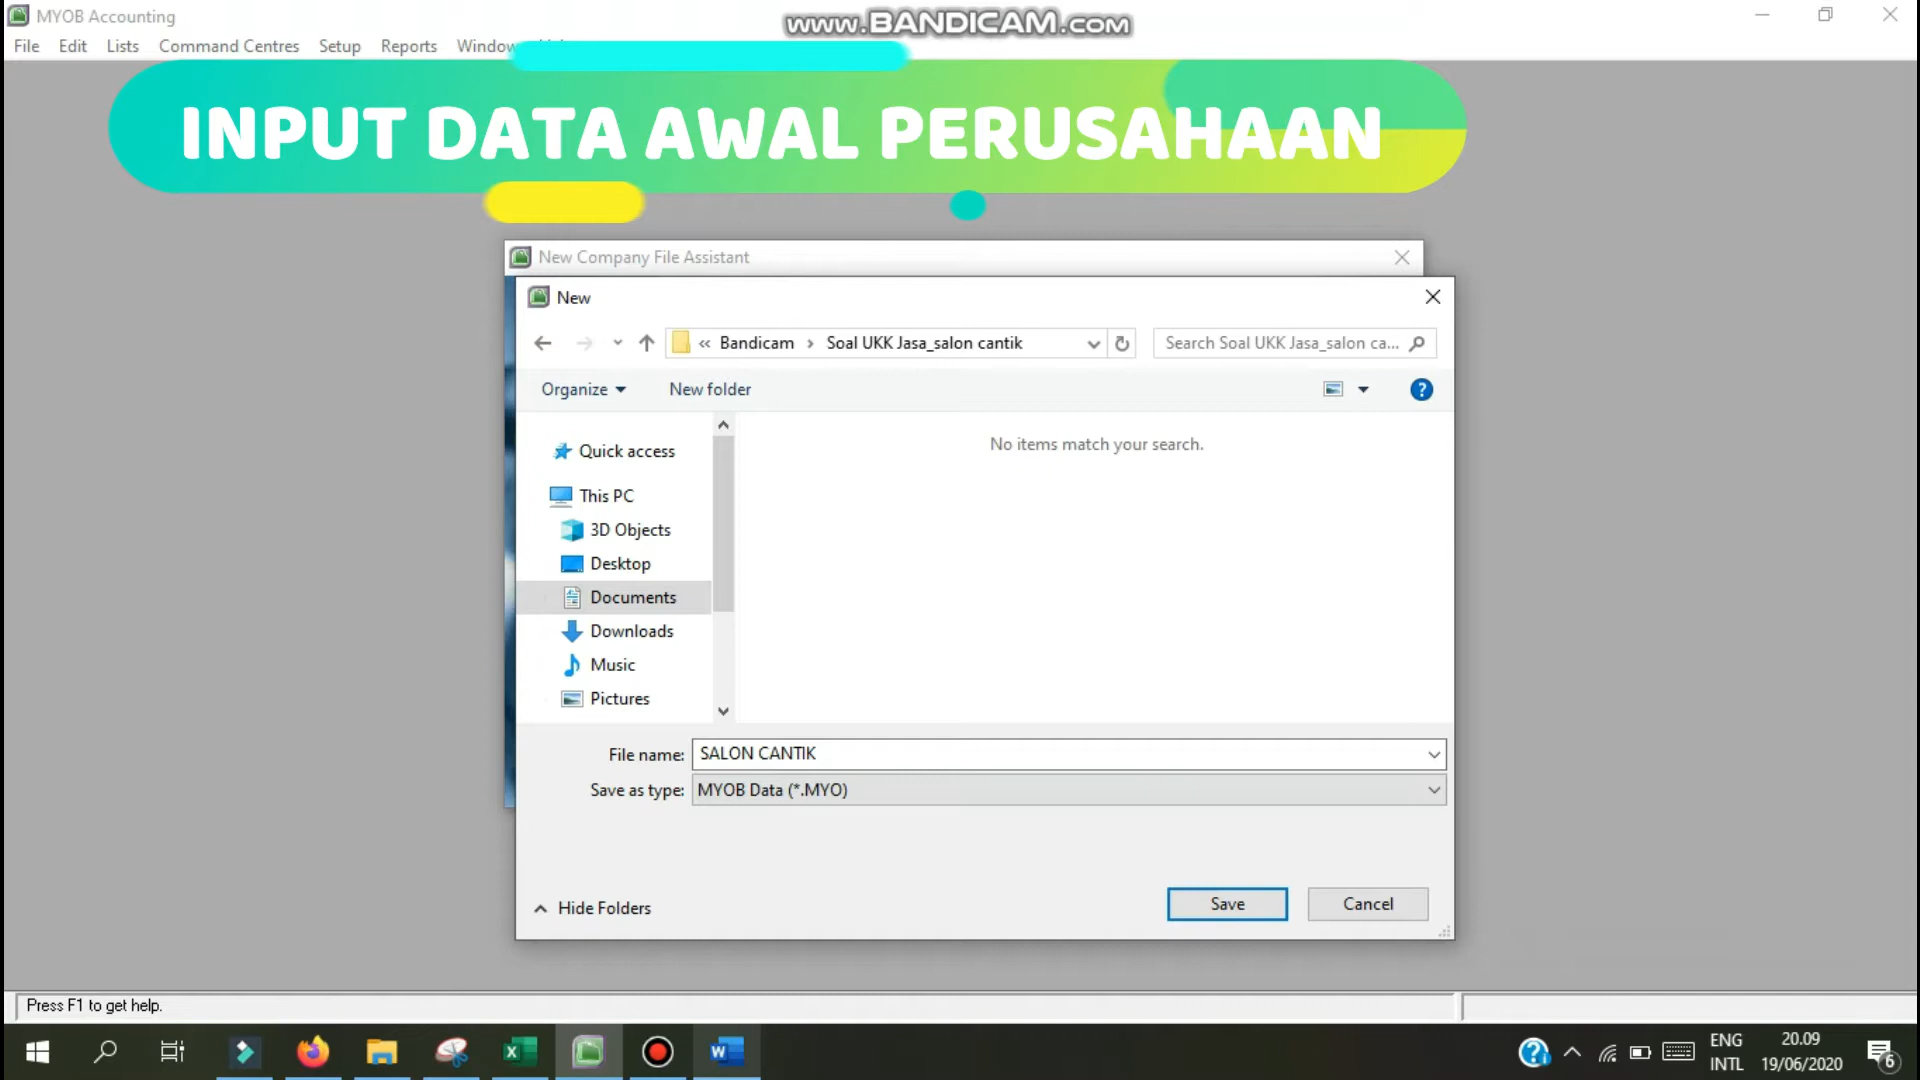 MYOB Accounting
www.BANDICAM.com
File Edit Lists Command Centres Setup Reports Window
INPUT DATA AWAL PERUSAHAAN
New Company File Assistant
New
« Bandicam › Soal UKK Jasa_salon cantik
Search Soal UKK Jasa_salon ca...
Organize New folder
Quick access
No items match your search.
This PC
3D Objects
Desktop
Documents
Downloads
Music
Pictures
File name: SALON CANTIK
Save as type: MYOB Data (*.MYO)
Hide Folders
Save
Cancel
Press F1 to get help.
ENG
INTL
20.09
19/06/2020
6